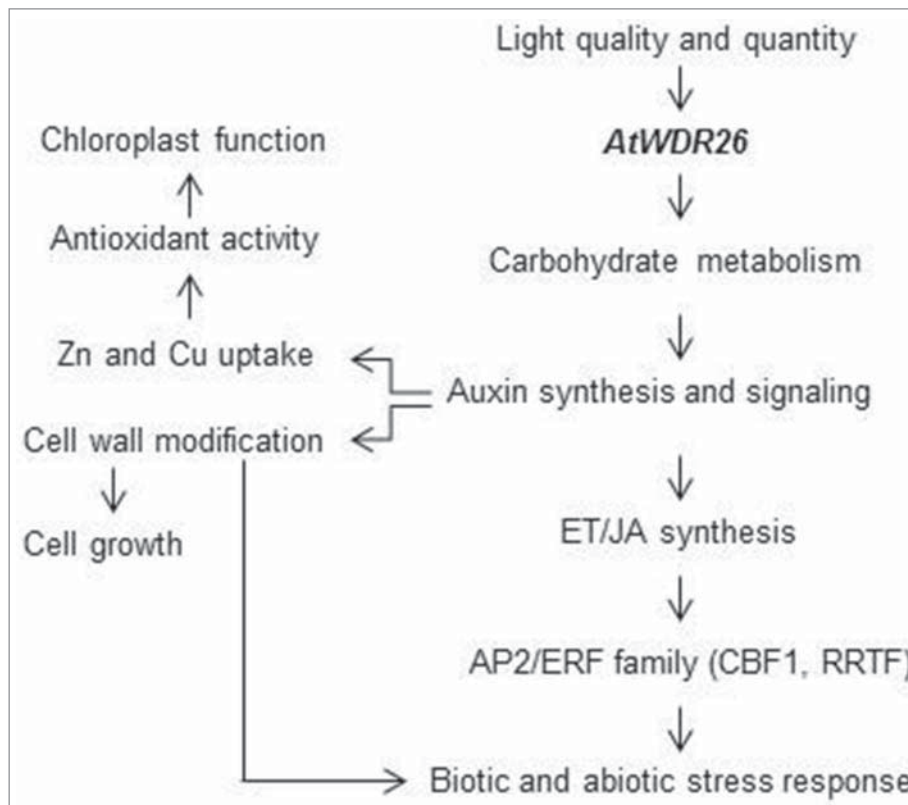 Light quality and quantity
AtWDR26
Carbohydrate metabolism
Auxin synthesis and signaling
ET/JA synthesis
AP2/ERF family (CBF1, RRTF)
Biotic and abiotic stress response
Chloroplast function
Antioxidant activity
Zn and Cu uptake
Cell wall modification
Cell growth